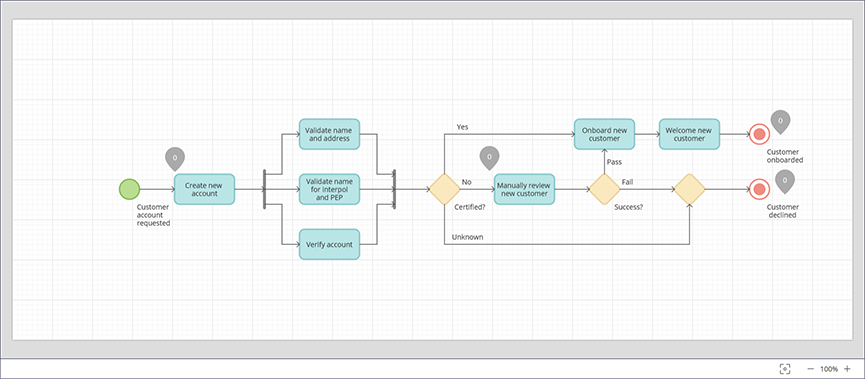 Validate name
and address
Yes
Onboard new
customer
Welcome new
customer
0
Customer
onboarded
0
Create new
account
Customer
account
requested
Validate name
for Interpol
and PEP
0
No
Certified?
Manually review
new customer
Pass
Fail
Success?
0
Customer
declined
Verify account
Unknown
100%